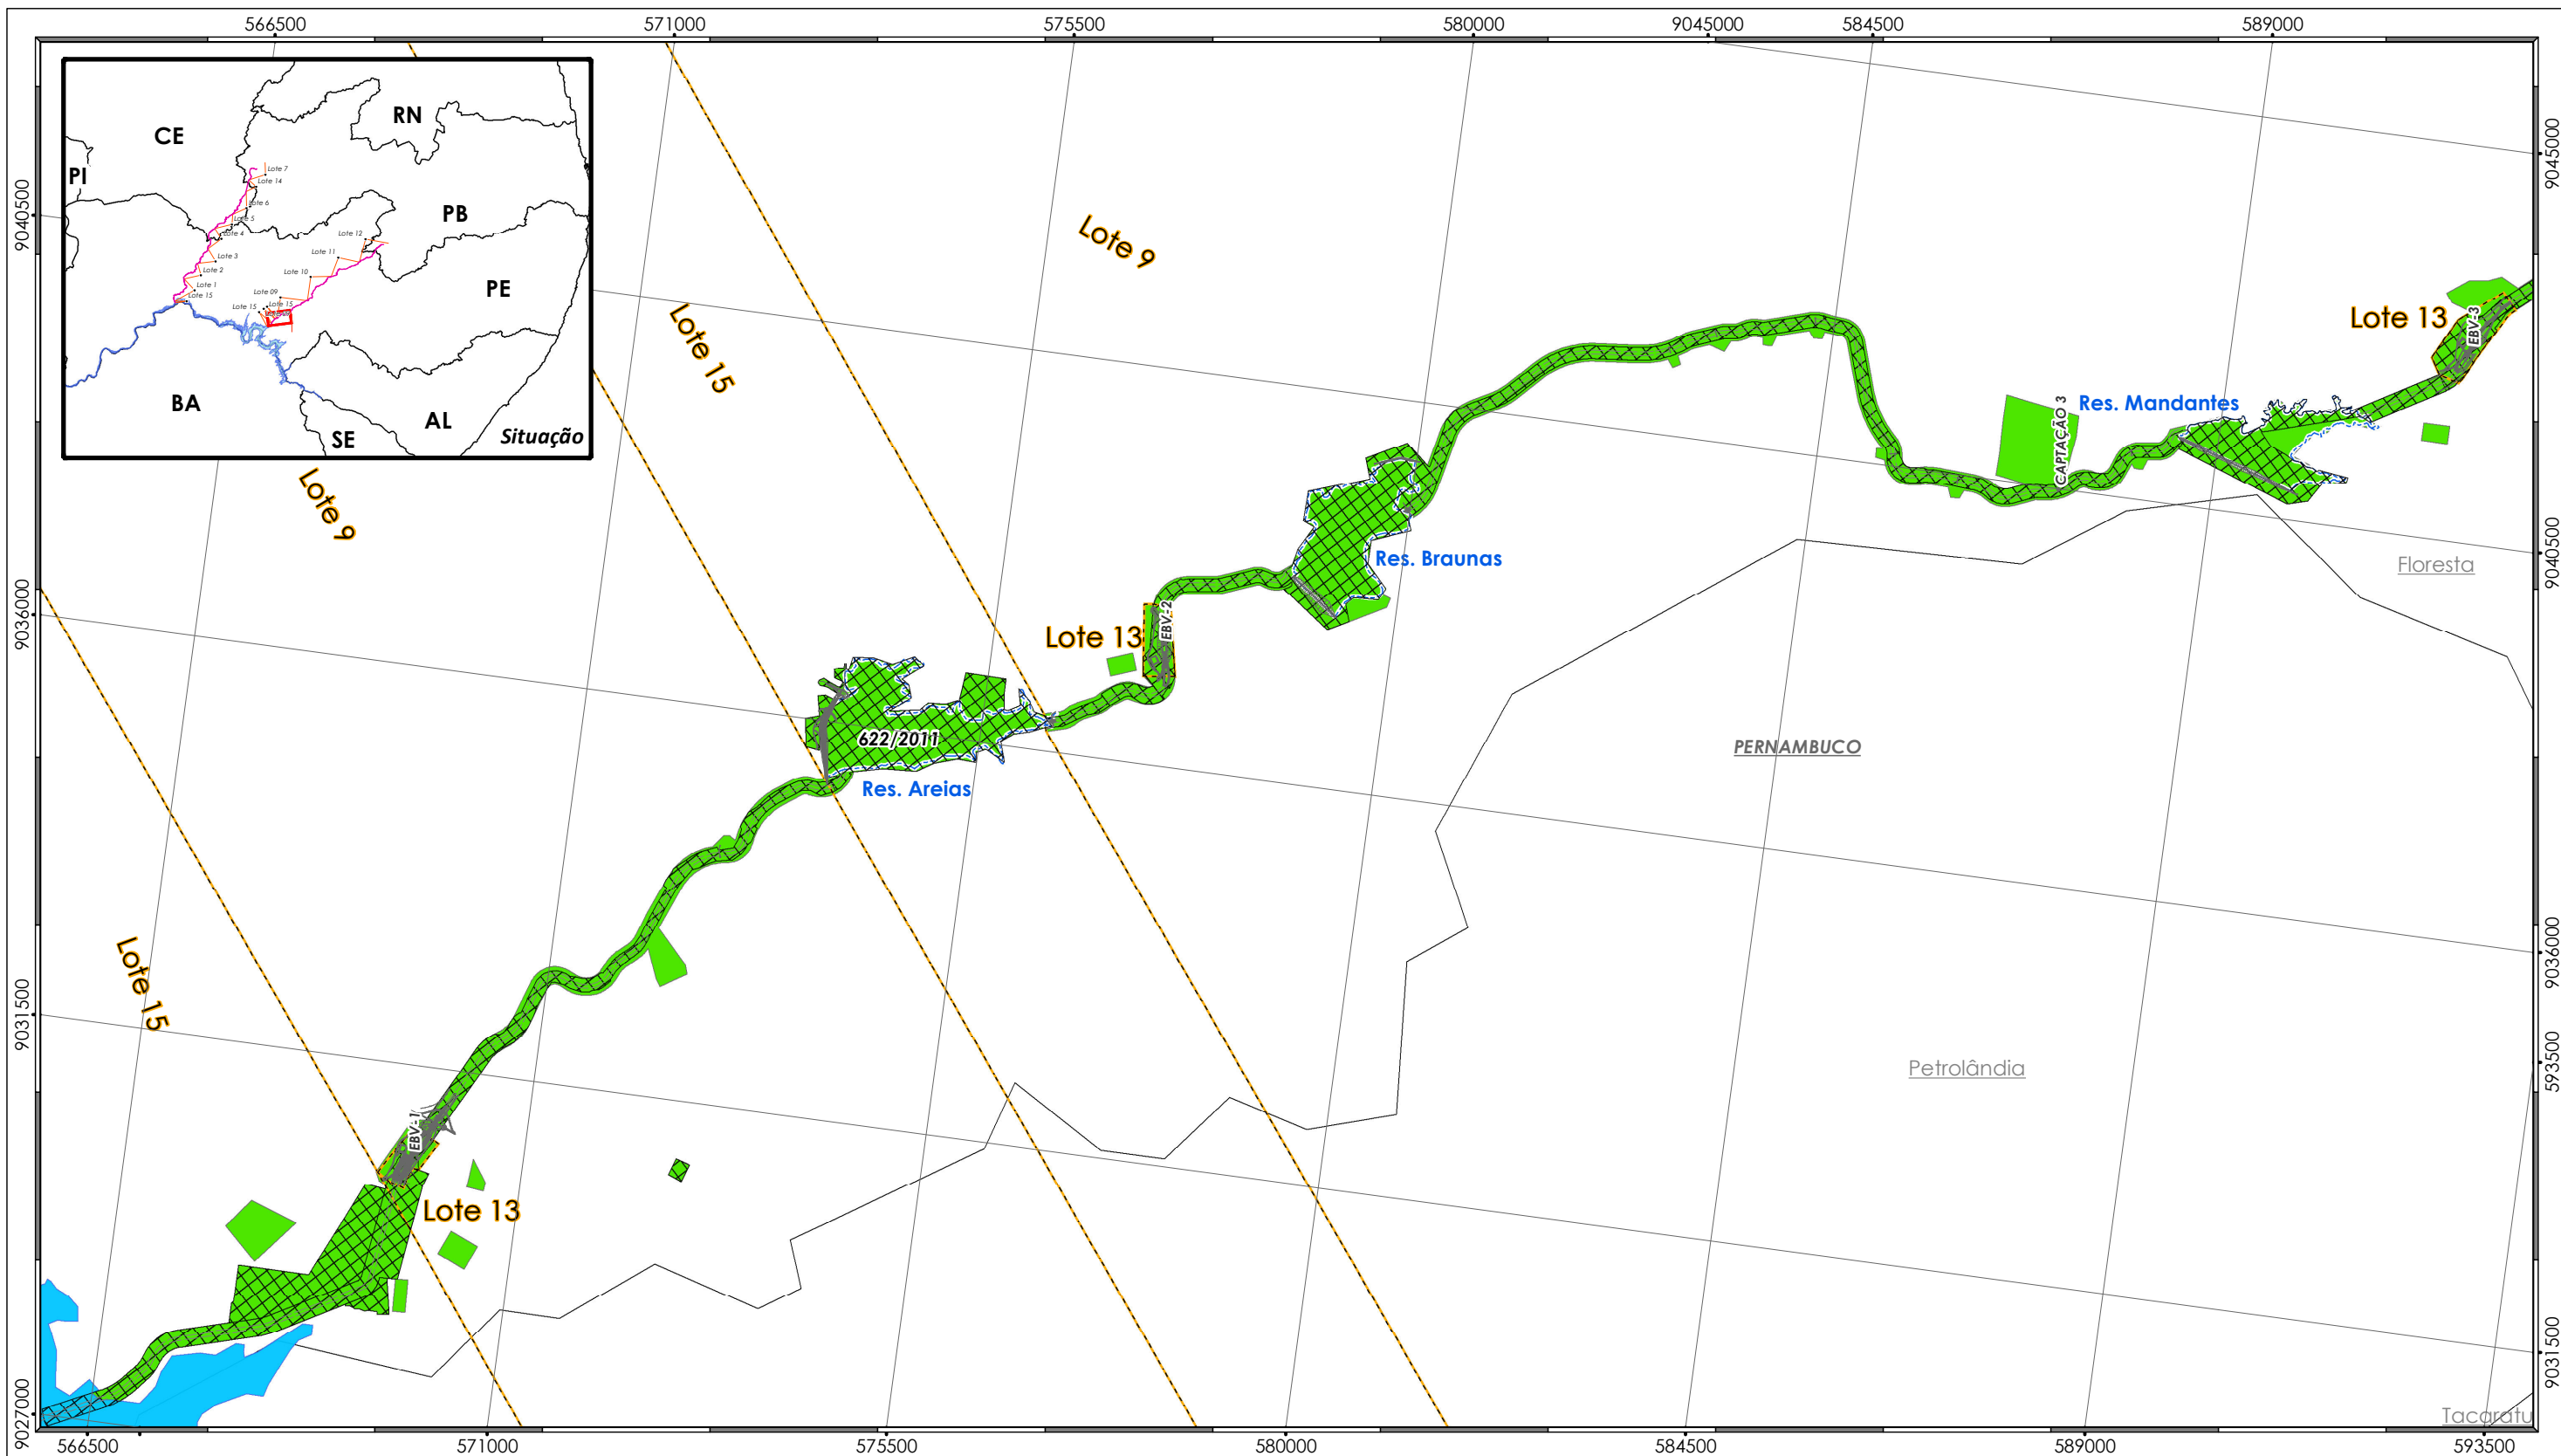 566500
571000
575500
580000
9045000
584500
589000
CE
RN
PI
PB
PE
BA
AL
SE
Situação
Lote 7
Lote 14
Lote 6
Lote 5
Lote 4
Lote 3
Lote 2
Lote 1
Lote 15
Lote 12
Lote 11
Lote 10
Lote 09
Lote 15
Lote 15
9040500
9036000
9031500
9027000
9045000
9040500
9036000
593500
9031500
Lote 9
Lote 15
Lote 9
Lote 15
Lote 13
EBV-3
Res. Mandantes
CAPTAÇÃO 3
Floresta
Res. Braunas
Lote 13
EBV-2
622/2011
Res. Areias
PERNAMBUCO
Petrolândia
EBV-1
Lote 13
Tacaratu
566500
571000
575500
580000
584500
589000
593500